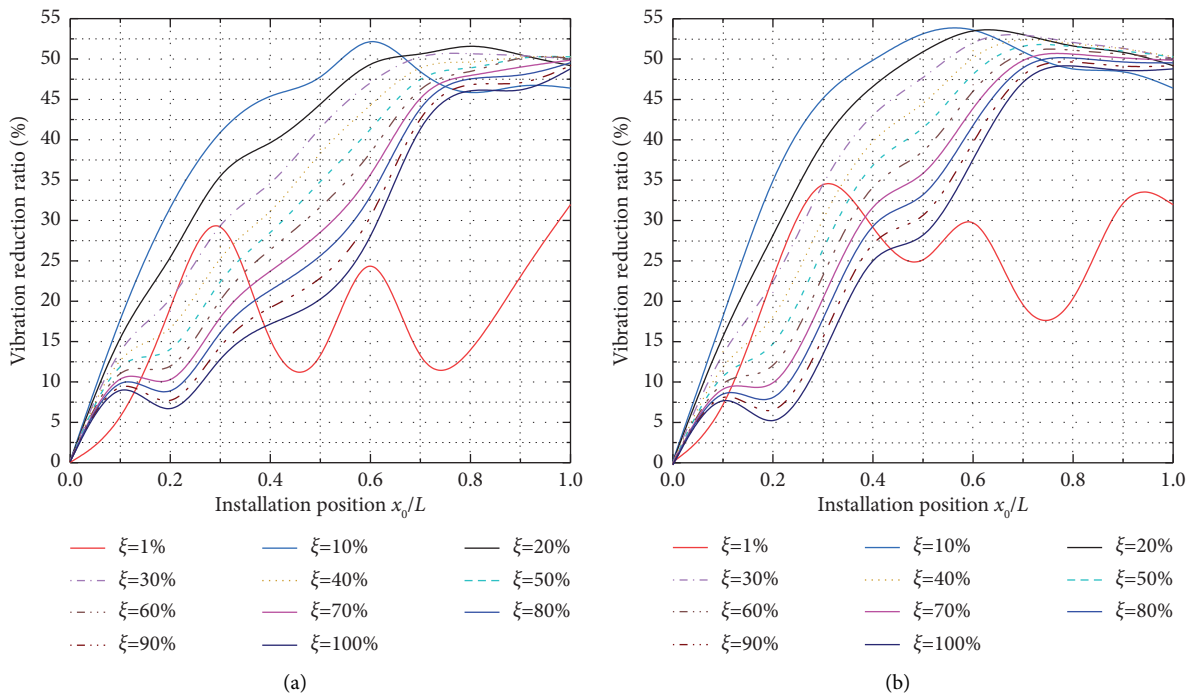 55
50
45
40
35
30
25
20
15
10
5
0
Vibration reduction ratio (%)
0.0 0.2 0.4 0.6 0.8 1.0
Installation position x₀/L
ξ=1% ξ=10% ξ=20%
ξ=30% ξ=40% ξ=50%
ξ=60% ξ=70% ξ=80%
ξ=90% ξ=100%
(a)
55
50
45
40
35
30
25
20
15
10
5
0
Vibration reduction ratio (%)
0.0 0.2 0.4 0.6 0.8 1.0
Installation position x₀/L
ξ=1% ξ=10% ξ=20%
ξ=30% ξ=40% ξ=50%
ξ=60% ξ=70% ξ=80%
ξ=90% ξ=100%
(b)